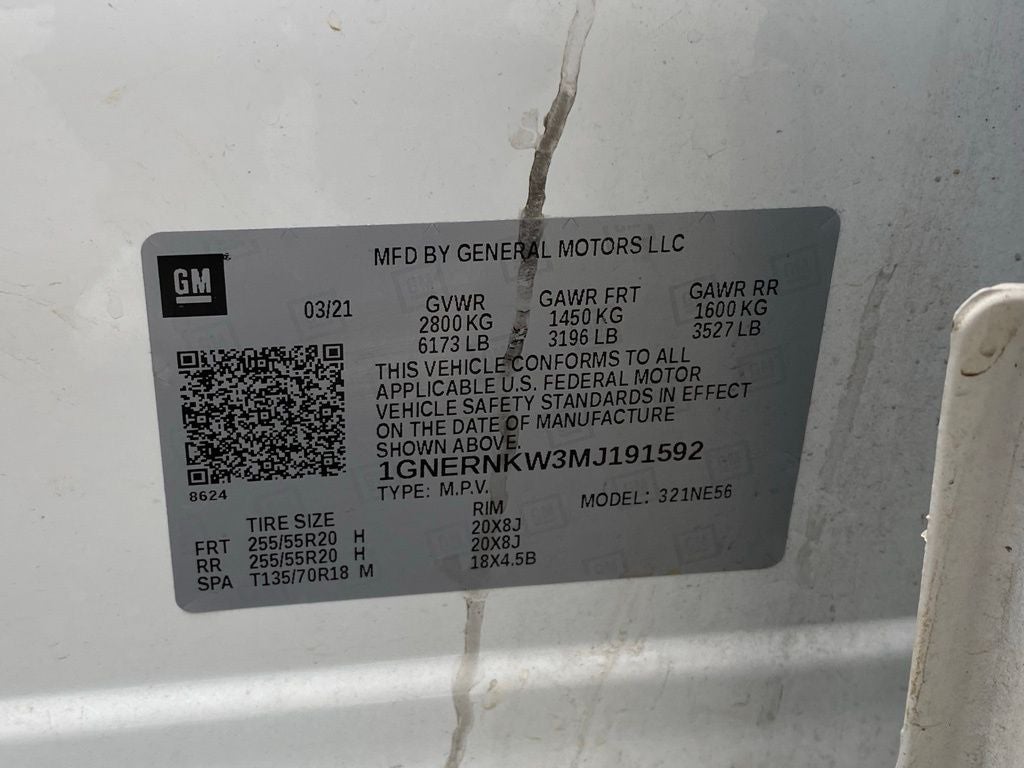 MFD BY GENERAL MOTORS LLC
GM
03/21
GVWR
2800 KG
6173 LB
GAWR FRT
1450 KG
3196 LB
GAWR RR
1600 KG
3527 LB
THIS VEHICLE CONFORMS TO ALL
APPLICABLE U.S. FEDERAL MOTOR
VEHICLE SAFETY STANDARDS IN EFFECT
ON THE DATE OF MANUFACTURE
SHOWN ABOVE.
1GNERNKW3MJ191592
8624
TYPE: M.P.V.
MODEL: 321NE56
TIRE SIZE RIM
FRT 255/55R20 H 20X8J
RR 255/55R20 H 20X8J
SPA T135/70R18 M 18X4.5B